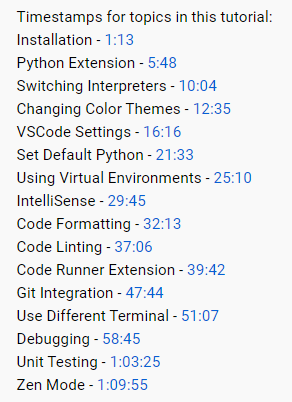 Timestamps for topics in this tutorial:
Installation - 1:13
Python Extension - 5:48
Switching Interpreters - 10:04
Changing Color Themes - 12:35
VSCode Settings - 16:16
Set Default Python - 21:33
Using Virtual Environments - 25:10
IntelliSense - 29:45
Code Formatting - 32:13
Code Linting - 37:06
Code Runner Extension - 39:42
Git Integration - 47:44
Use Different Terminal - 51:07
Debugging - 58:45
Unit Testing - 1:03:25
Zen Mode - 1:09:55